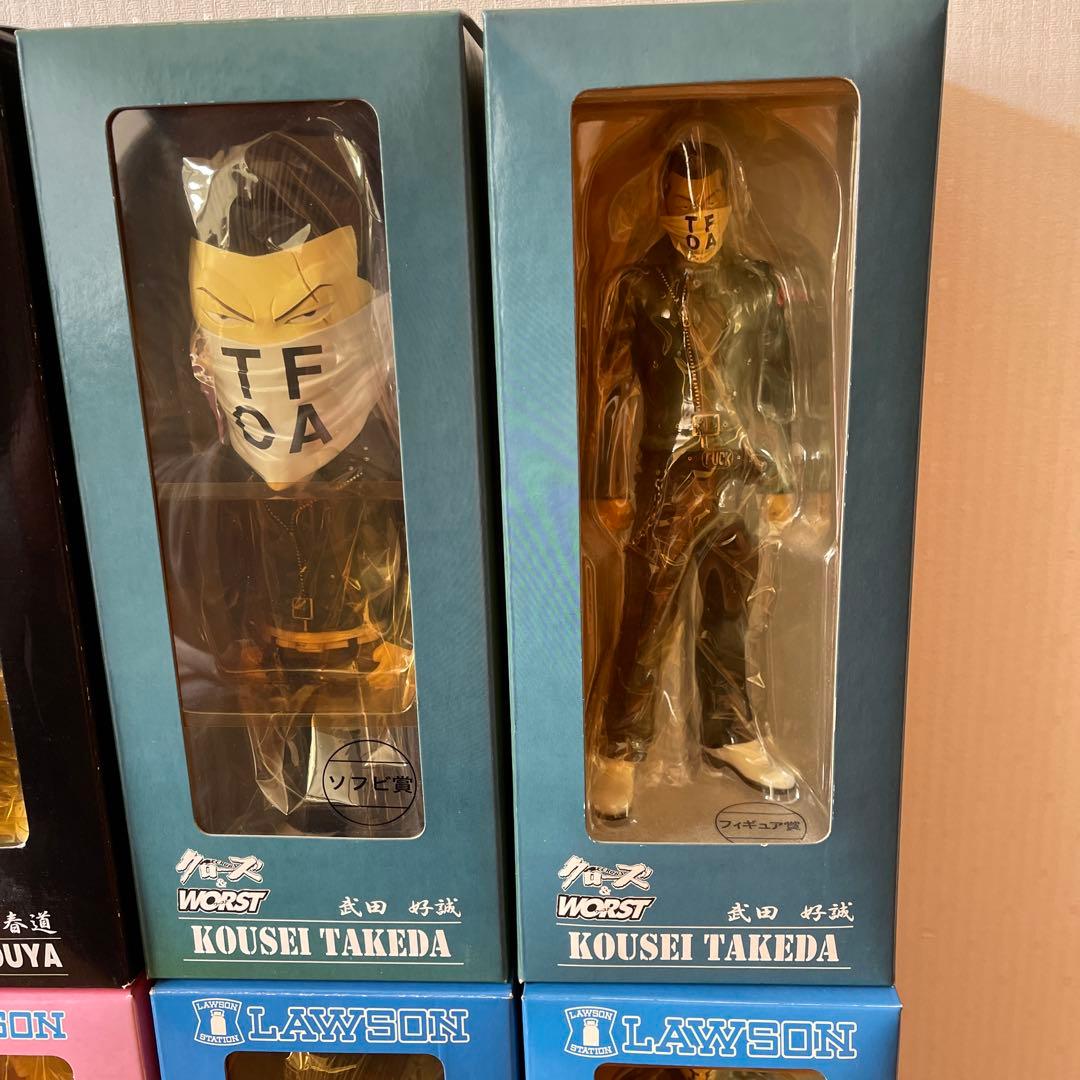 TF
OA
ソフビ賞
クローズ
&
WORST
武田 好誠
KOUSEI TAKEDA
TF
OA
FUCK
フィギュア賞
クローズ
&
WORST
武田 好誠
KOUSEI TAKEDA
春道
OUYA
SON
LAWSON
STATION
LAWSON
LAWSON
STATION
LAWSON